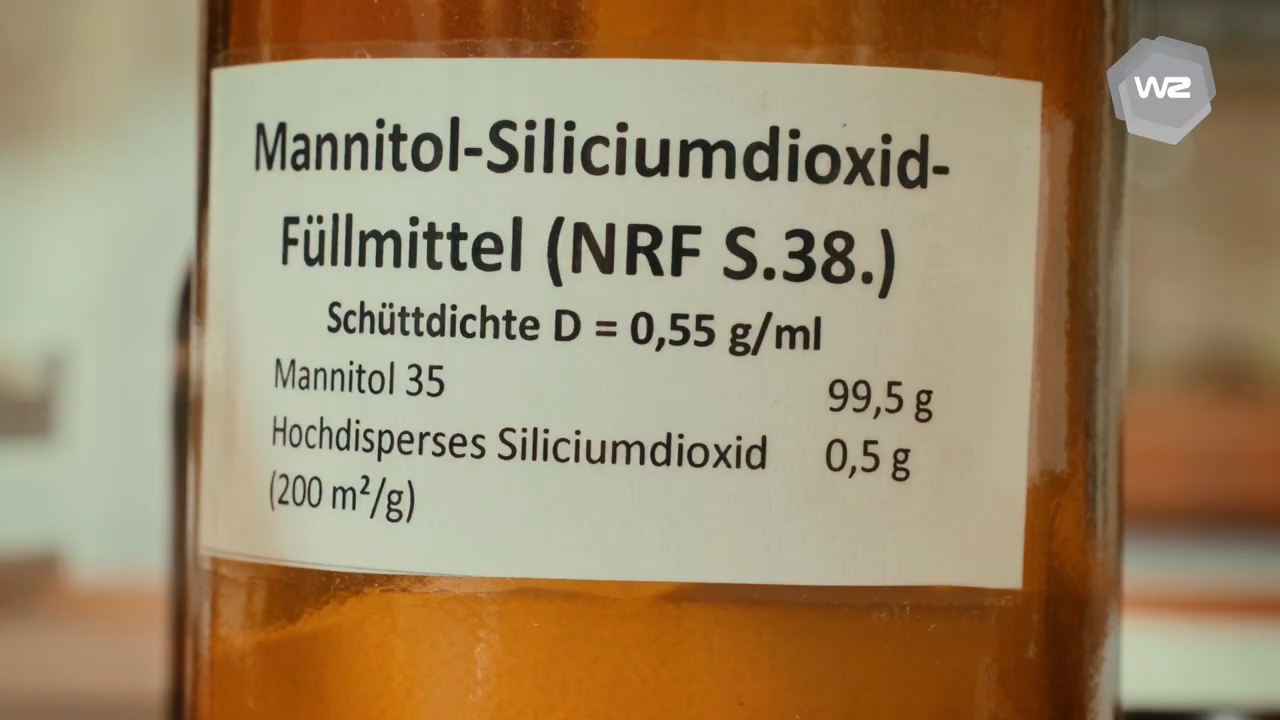 Mannitol-Siliciumdioxid-
Füllmittel (NRF S.38.)
Schüttdichte D = 0,55 g/ml
Mannitol 35 99,5 g
Hochdisperses Siliciumdioxid 0,5 g
(200 m²/g)
W2